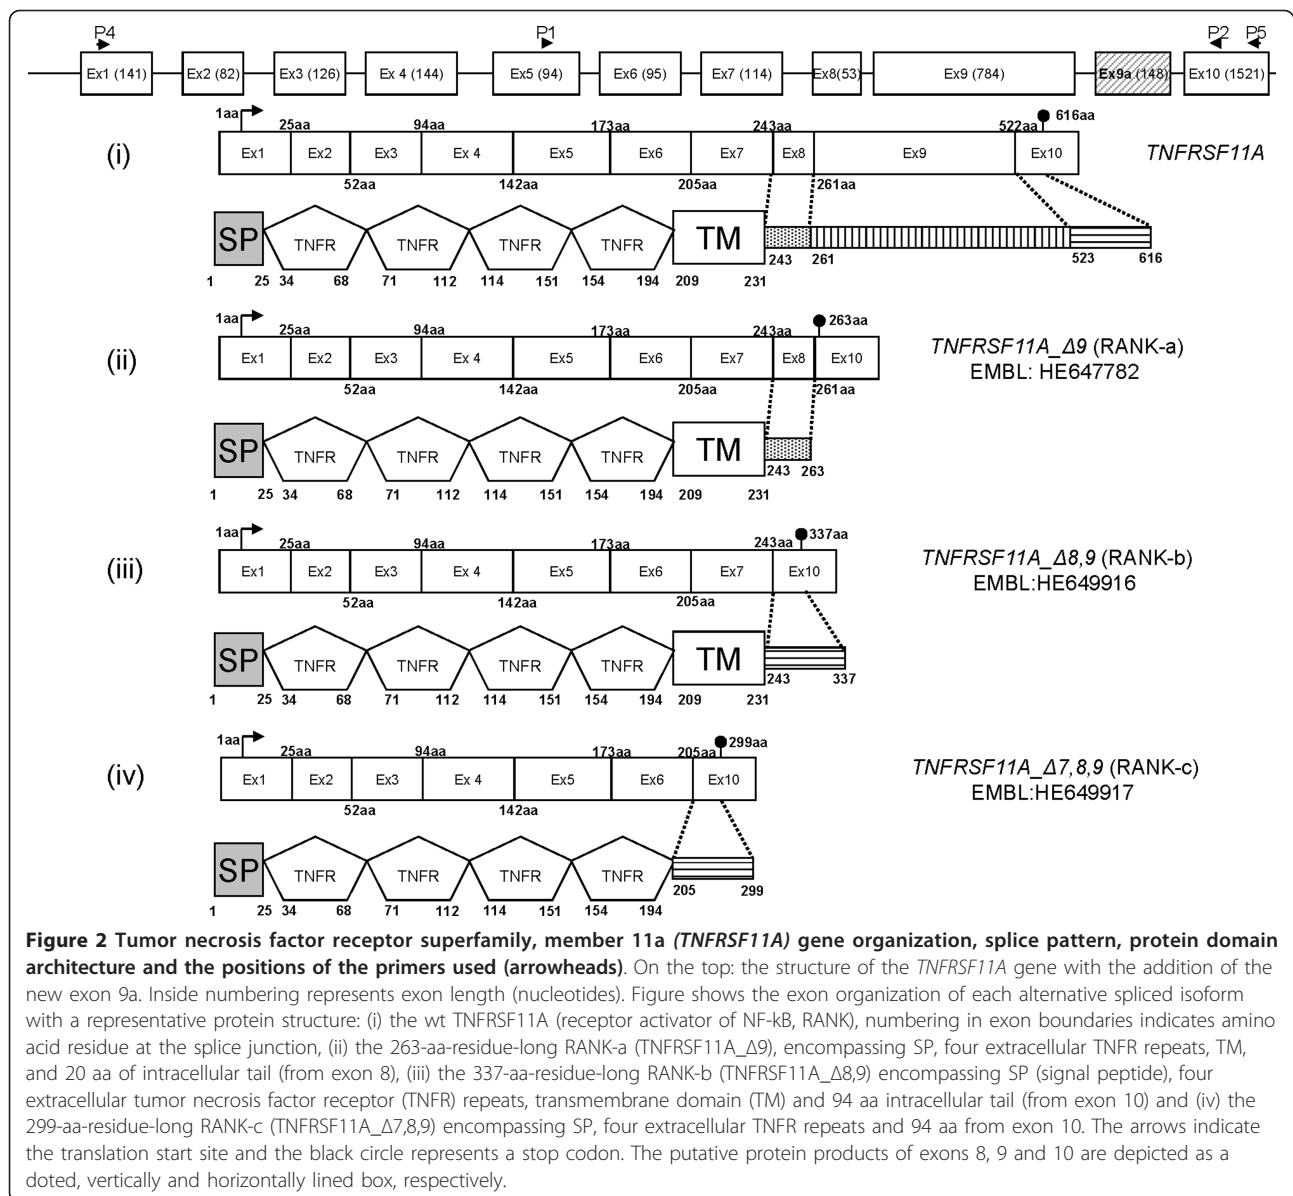 P4 P1 P2 P5
Ex1 (141) Ex2 (82) Ex3 (126) Ex 4 (144) Ex5 (94) Ex6 (95) Ex7 (114) Ex8(53) Ex9 (784) Ex9a (148) Ex10 (1521)
1aa 25aa 94aa 173aa 243aa 522aa 616aa
(i) Ex1 Ex2 Ex3 Ex 4 Ex5 Ex6 Ex7 Ex8 Ex9 Ex10 TNFRSF11A
52aa 142aa 205aa 261aa
SP TNFR TNFR TNFR TNFR TM
243 261 523 616
1 25 34 68 71 112 114 151 154 194 209 231
1aa 25aa 94aa 173aa 243aa 263aa
(ii) Ex1 Ex2 Ex3 Ex 4 Ex5 Ex6 Ex7 Ex8 Ex10 TNFRSF11A_Δ9 (RANK-a)
EMBL: HE647782
52aa 142aa 205aa 261aa
SP TNFR TNFR TNFR TNFR TM
243 263
1 25 34 68 71 112 114 151 154 194 209 231
1aa 25aa 94aa 173aa 243aa 337aa
(iii) Ex1 Ex2 Ex3 Ex 4 Ex5 Ex6 Ex7 Ex10 TNFRSF11A_Δ8,9 (RANK-b)
EMBL:HE649916
52aa 142aa 205aa
SP TNFR TNFR TNFR TNFR TM
243 337
1 25 34 68 71 112 114 151 154 194 209 231
1aa 25aa 94aa 173aa 205aa 299aa
(iv) Ex1 Ex2 Ex3 Ex 4 Ex5 Ex6 Ex10 TNFRSF11A_Δ7,8,9 (RANK-c)
EMBL:HE649917
52aa 142aa
SP TNFR TNFR TNFR TNFR
205 299
1 25 34 68 71 112 114 151 154 194
Figure 2 Tumor necrosis factor receptor superfamily, member 11a (TNFRSF11A) gene organization, splice pattern, protein domain
architecture and the positions of the primers used (arrowheads). On the top: the structure of the TNFRSF11A gene with the addition of the
new exon 9a. Inside numbering represents exon length (nucleotides). Figure shows the exon organization of each alternative spliced isoform
with a representative protein structure: (i) the wt TNFRSF11A (receptor activator of NF-kB, RANK), numbering in exon boundaries indicates amino
acid residue at the splice junction, (ii) the 263-aa-residue-long RANK-a (TNFRSF11A_Δ9), encompassing SP, four extracellular TNFR repeats, TM,
and 20 aa of intracellular tail (from exon 8), (iii) the 337-aa-residue-long RANK-b (TNFRSF11A_Δ8,9) encompassing SP (signal peptide), four
extracellular tumor necrosis factor receptor (TNFR) repeats, transmembrane domain (TM) and 94 aa intracellular tail (from exon 10) and (iv) the
299-aa-residue-long RANK-c (TNFRSF11A_Δ7,8,9) encompassing SP, four extracellular TNFR repeats and 94 aa from exon 10. The arrows indicate
the translation start site and the black circle represents a stop codon. The putative protein products of exons 8, 9 and 10 are depicted as a
doted, vertically and horizontally lined box, respectively.